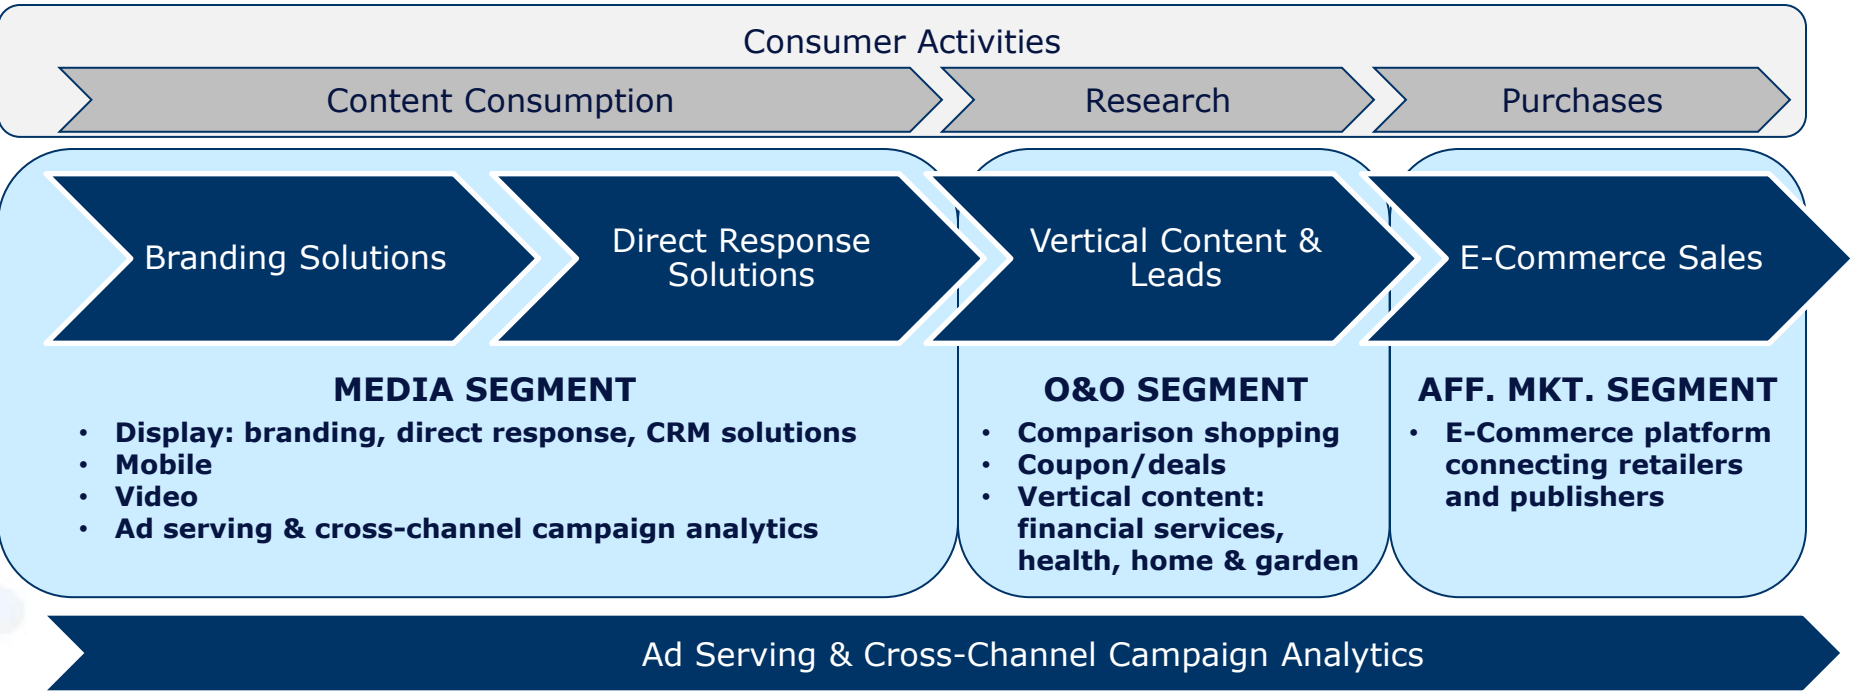 Consumer Activities
Content Consumption
Research
Purchases
Branding Solutions
Direct Response
Solutions
Vertical Content &
Leads
E-Commerce Sales
MEDIA SEGMENT
• Display: branding, direct response, CRM solutions
• Mobile
• Video
• Ad serving & cross-channel campaign analytics
O&O SEGMENT
• Comparison shopping
• Coupon/deals
• Vertical content:
financial services,
health, home & garden
AFF. MKT. SEGMENT
• E-Commerce platform
connecting retailers
and publishers
Ad Serving & Cross-Channel Campaign Analytics